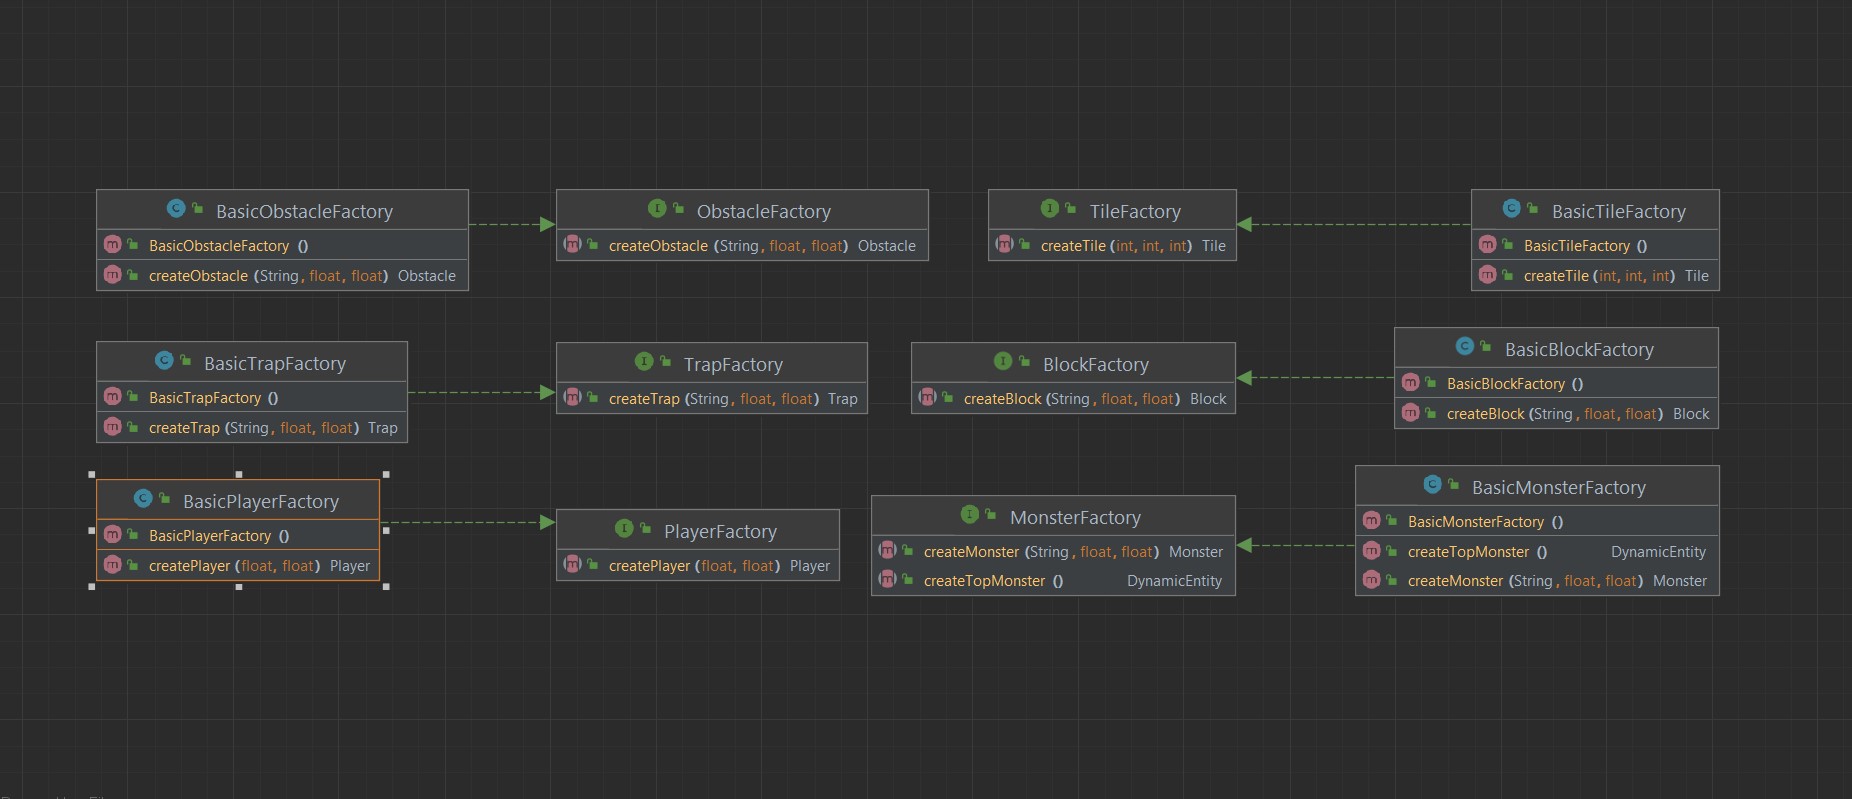 BasicObstacleFactory
BasicObstacleFactory ()
createObstacle (String, float, float) Obstacle
ObstacleFactory
createObstacle (String, float, float) Obstacle
TileFactory
createTile (int, int, int) Tile
BasicTileFactory
BasicTileFactory ()
createTile (int, int, int) Tile
BasicTrapFactory
BasicTrapFactory ()
createTrap (String, float, float) Trap
TrapFactory
createTrap (String, float, float) Trap
BlockFactory
createBlock (String, float, float) Block
BasicBlockFactory
BasicBlockFactory ()
createBlock (String, float, float) Block
BasicPlayerFactory
BasicPlayerFactory ()
createPlayer (float, float) Player
PlayerFactory
createPlayer (float, float) Player
MonsterFactory
createMonster (String, float, float) Monster
createTopMonster () DynamicEntity
BasicMonsterFactory
BasicMonsterFactory ()
createTopMonster () DynamicEntity
createMonster (String, float, float) Monster